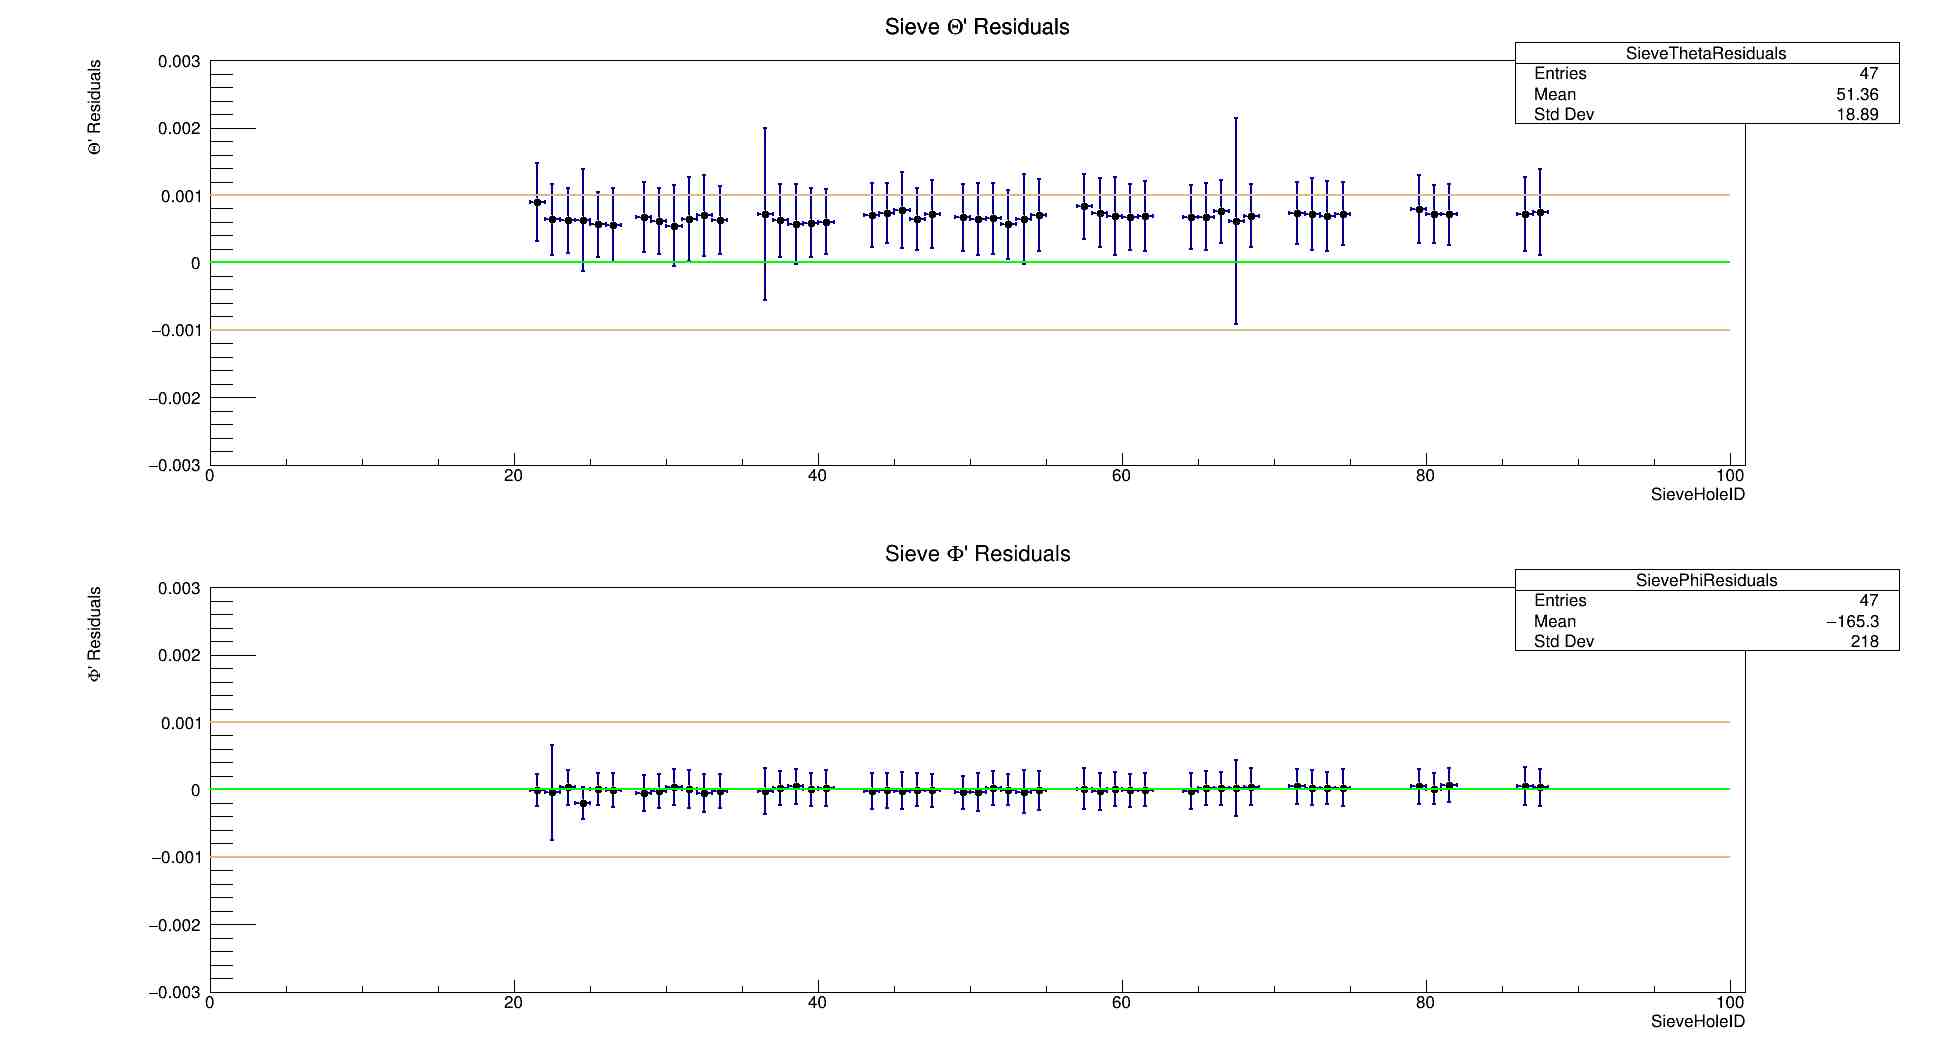 Sieve Θ' Residuals
Θ' Residuals
SieveThetaResiduals
Entries 47
Mean 51.36
Std Dev 18.89
0.003
0.002
0.001
0
−0.001
−0.002
−0.003
0 20 40 60 80 100
SieveHoleID
Sieve Φ' Residuals
Φ' Residuals
SievePhiResiduals
Entries 47
Mean −165.3
Std Dev 218
0.003
0.002
0.001
0
−0.001
−0.002
−0.003
0 20 40 60 80 100
SieveHoleID